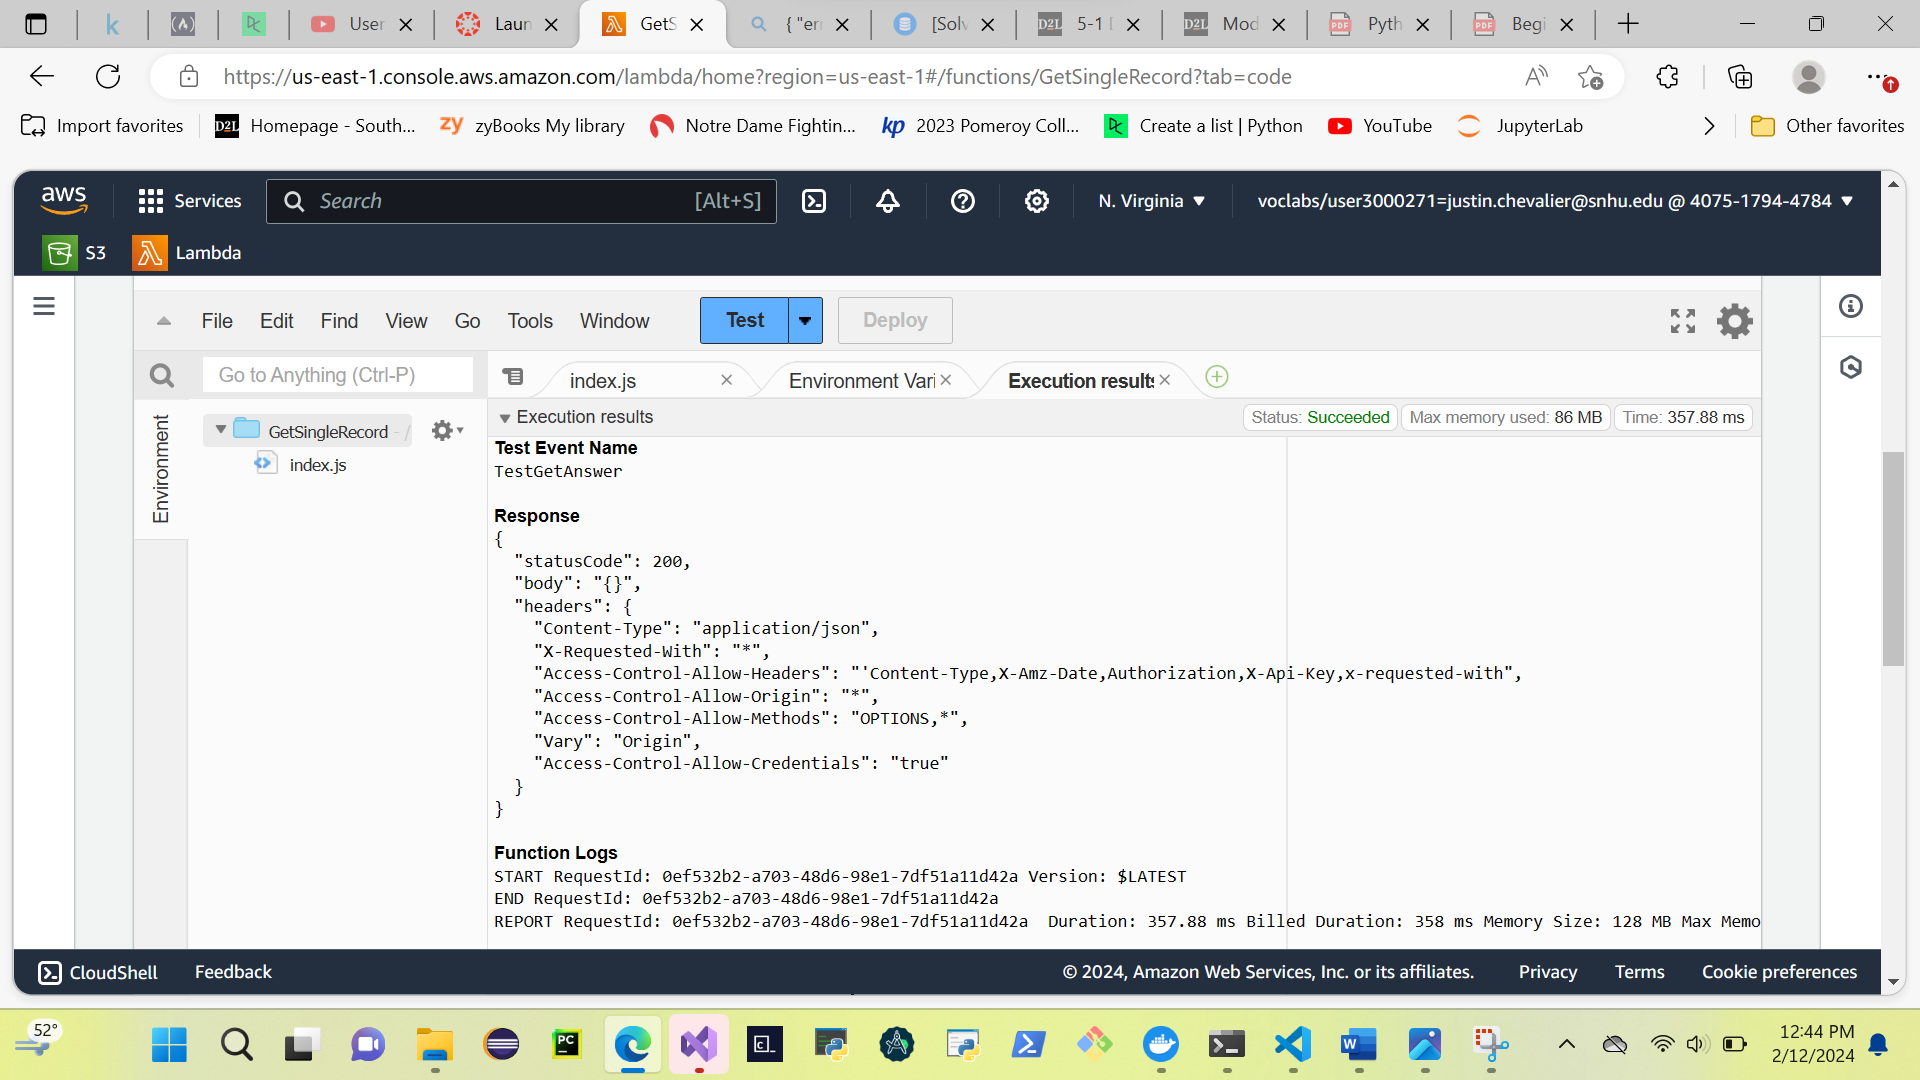 User
Laun
GetS
{ "err
[Solv
D2L
5-1 D
D2L
Mod
PDF
Pyth
PDF
Begi
https://us-east-1.console.aws.amazon.com/lambda/home?region=us-east-1#/functions/GetSingleRecord?tab=code
Import favorites
D2L Homepage - South...
zy zyBooks My library
Notre Dame Fightin...
kp 2023 Pomeroy Coll...
Create a list | Python
YouTube
JupyterLab
Other favorites
aws
Services
Search
[Alt+S]
N. Virginia
voclabs/user3000271=justin.chevalier@snhu.edu @ 4075-1794-4784
S3
Lambda
File Edit Find View Go Tools Window
Test
Deploy
Go to Anything (Ctrl-P)
index.js
Environment Vari
Execution results
Environment
GetSingleRecord - /
index.js
Execution results
Status: Succeeded
Max memory used: 86 MB
Time: 357.88 ms
Test Event Name
TestGetAnswer
Response
{
"statusCode": 200,
"body": "{}",
"headers": {
"Content-Type": "application/json",
"X-Requested-With": "*",
"Access-Control-Allow-Headers": "'Content-Type,X-Amz-Date,Authorization,X-Api-Key,x-requested-with",
"Access-Control-Allow-Origin": "*",
"Access-Control-Allow-Methods": "OPTIONS,*",
"Vary": "Origin",
"Access-Control-Allow-Credentials": "true"
}
}
Function Logs
START RequestId: 0ef532b2-a703-48d6-98e1-7df51a11d42a Version: $LATEST
END RequestId: 0ef532b2-a703-48d6-98e1-7df51a11d42a
REPORT RequestId: 0ef532b2-a703-48d6-98e1-7df51a11d42a Duration: 357.88 ms Billed Duration: 358 ms Memory Size: 128 MB Max Memo
CloudShell
Feedback
© 2024, Amazon Web Services, Inc. or its affiliates.
Privacy
Terms
Cookie preferences
52°
PC
12:44 PM
2/12/2024